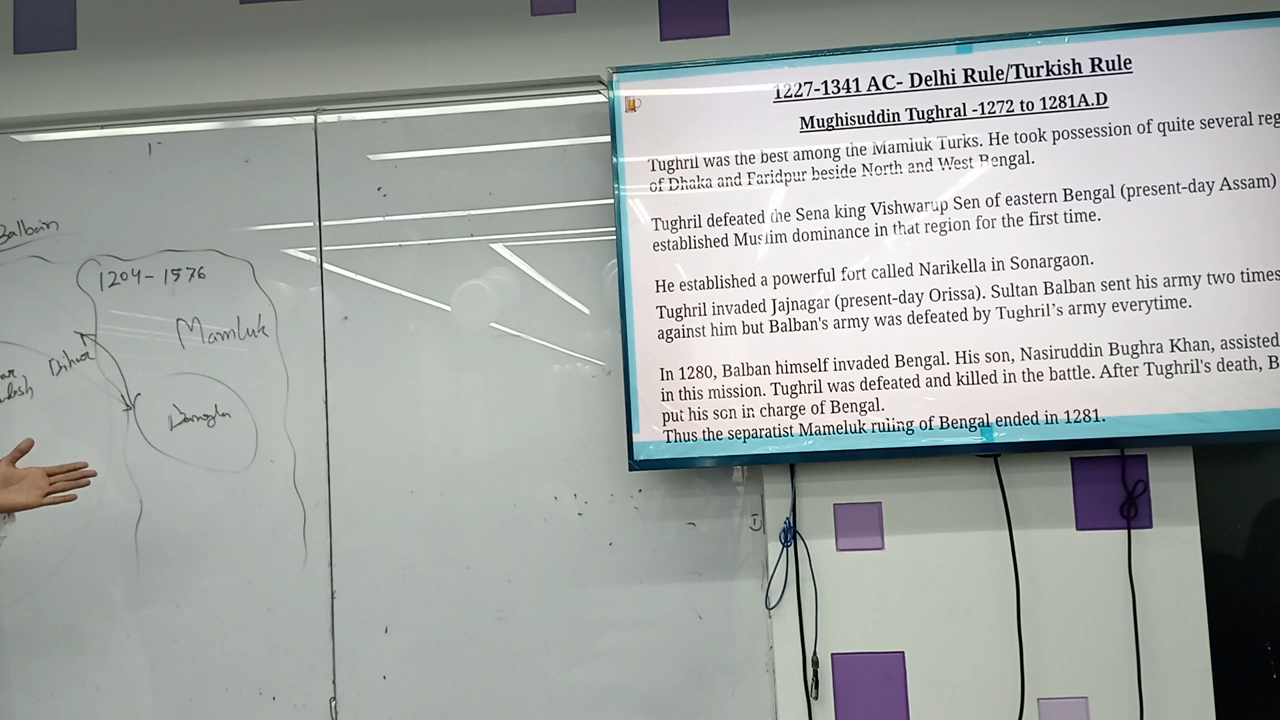 Balbain
1204-1576
Mamluk
Bihar
Bangla
1227-1341 AC- Delhi Rule/Turkish Rule
Mughisuddin Tughral -1272 to 1281A.D
Tughril was the best among the Mamluk Turks. He took possession of quite several reg
of Dhaka and Faridpur beside North and West Bengal.
Tughril defeated the Sena king Vishwarup Sen of eastern Bengal (present-day Assam)
established Muslim dominance in that region for the first time.
He established a powerful fort called Narikella in Sonargaon.
Tughril invaded Jajnagar (present-day Orissa). Sultan Balban sent his army two times
against him but Balban's army was defeated by Tughril's army everytime.
In 1280, Balban himself invaded Bengal. His son, Nasiruddin Bughra Khan, assisted
in this mission. Tughril was defeated and killed in the battle. After Tughril's death, B
put his son in charge of Bengal.
Thus the separatist Mameluk ruling of Bengal ended in 1281.